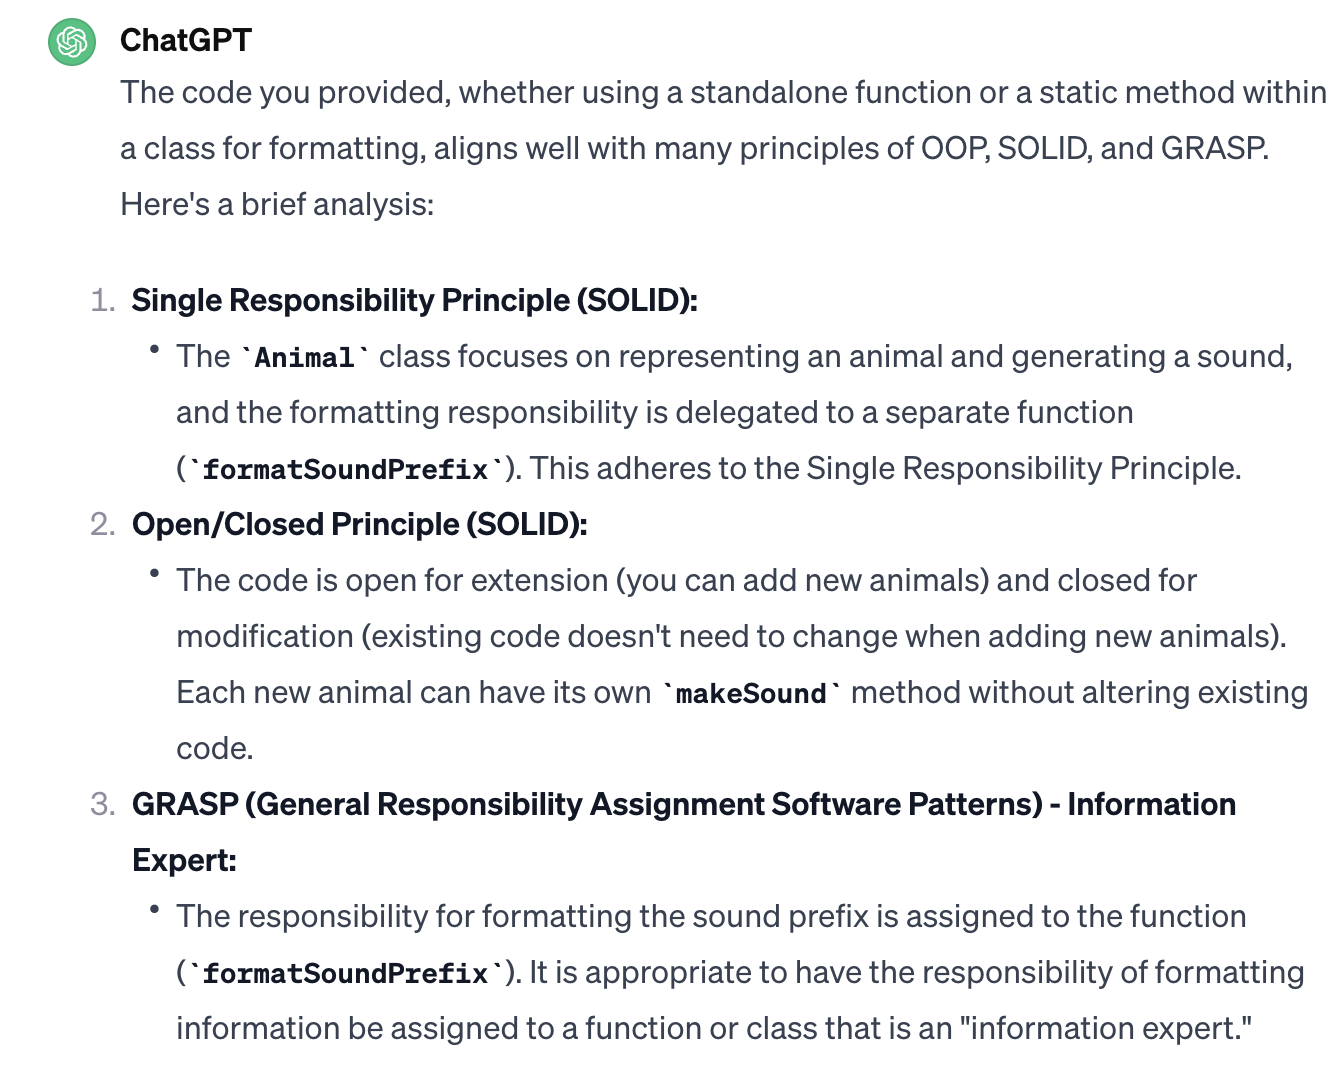 ChatGPT
The code you provided, whether using a standalone function or a static method within
a class for formatting, aligns well with many principles of OOP, SOLID, and GRASP.
Here's a brief analysis:
1. Single Responsibility Principle (SOLID):
• The `Animal` class focuses on representing an animal and generating a sound,
and the formatting responsibility is delegated to a separate function
(`formatSoundPrefix`). This adheres to the Single Responsibility Principle.
2. Open/Closed Principle (SOLID):
• The code is open for extension (you can add new animals) and closed for
modification (existing code doesn't need to change when adding new animals).
Each new animal can have its own `makeSound` method without altering existing
code.
3. GRASP (General Responsibility Assignment Software Patterns) - Information
Expert:
• The responsibility for formatting the sound prefix is assigned to the function
(`formatSoundPrefix`). It is appropriate to have the responsibility of formatting
information be assigned to a function or class that is an "information expert."